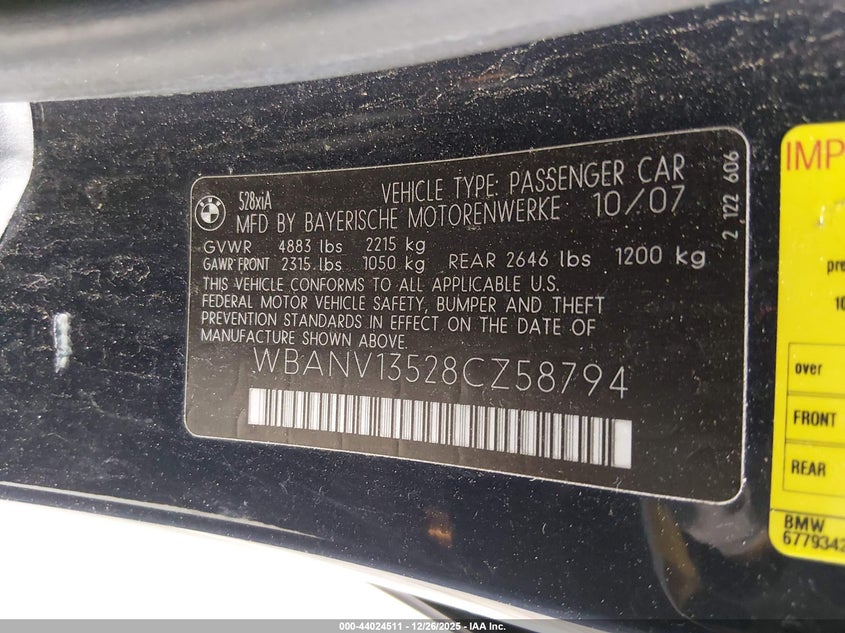 528xiA
VEHICLE TYPE: PASSENGER CAR
MFD BY BAYERISCHE MOTORENWERKE 10/07
GVWR 4883 lbs 2215 kg
GAWR FRONT 2315 lbs 1050 kg REAR 2646 lbs 1200 kg
THIS VEHICLE CONFORMS TO ALL APPLICABLE U.S.
FEDERAL MOTOR VEHICLE SAFETY, BUMPER AND THEFT
PREVENTION STANDARDS IN EFFECT ON THE DATE OF
MANUFACTURE SHOWN ABOVE.
WBANV13528CZ58794
2 122 606
IMP
pre
10
over
FRONT
REAR
BMW
6779342
000-44024511 - 12/26/2025 - IAA Inc.